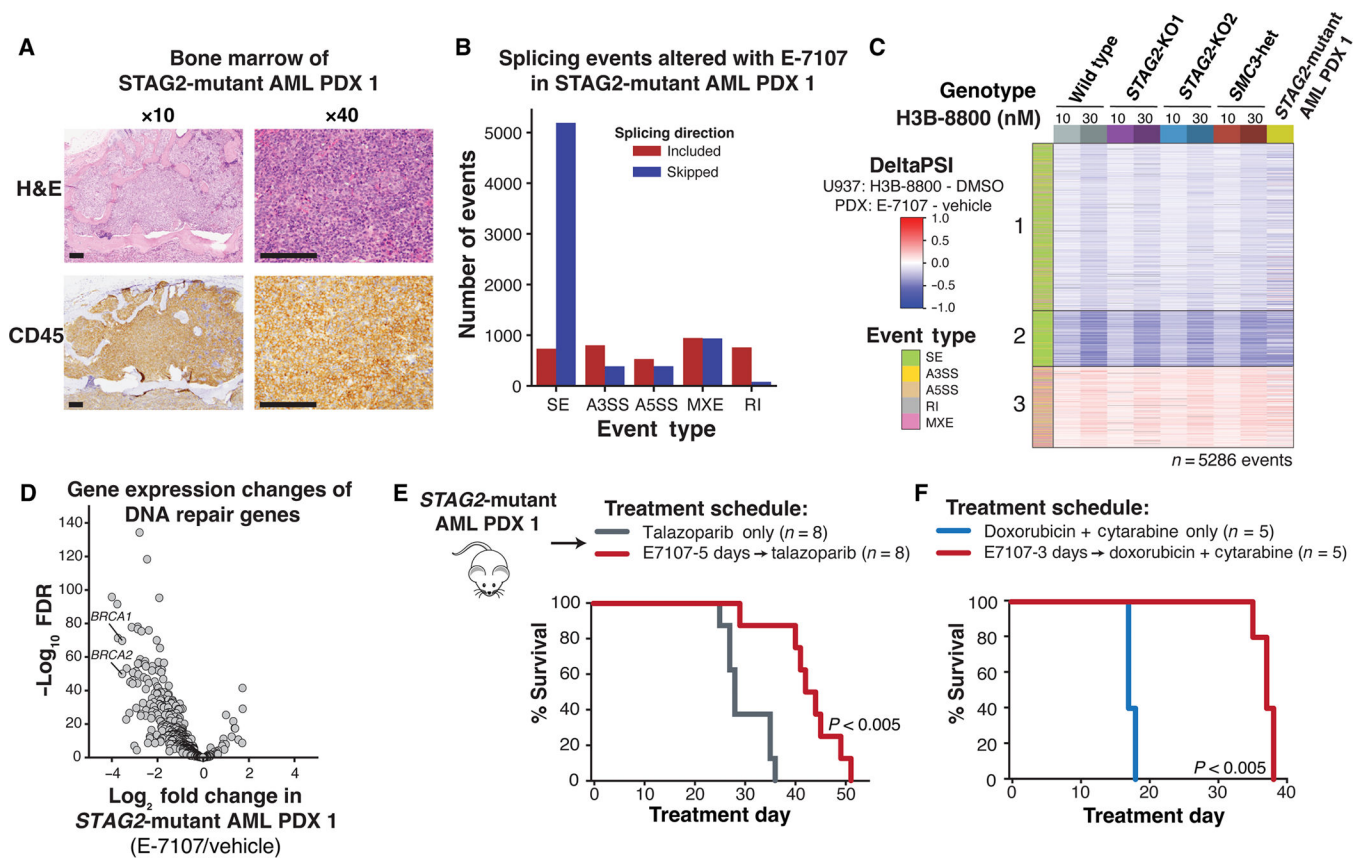 A
Bone marrow of
STAG2-mutant AML PDX 1
×10
×40
H&E
CD45
B
Splicing events altered with E-7107
in STAG2-mutant AML PDX 1
Number of events
5000
4000
3000
2000
1000
0
Splicing direction
Included
Skipped
SE
A3SS
A5SS
MXE
RI
Event type
C
Genotype
Wild type
STAG2-KO1
STAG2-KO2
SMC3-het
STAG2-mutant
AML PDX 1
H3B-8800 (nM)
10 30 10 30 10 30 10 30
DeltaPSI
U937: H3B-8800 - DMSO
PDX: E-7107 - vehicle
1.0
0.5
0.0
−0.5
−1.0
Event type
SE
A3SS
A5SS
RI
MXE
1
2
3
n = 5286 events
D
Gene expression changes of
DNA repair genes
−Log10 FDR
140
120
100
80
60
40
20
0
BRCA1
BRCA2
−4 −2 0 2 4
Log2 fold change in
STAG2-mutant AML PDX 1
(E-7107/vehicle)
E
STAG2-mutant
AML PDX 1
Treatment schedule:
Talazoparib only (n = 8)
E7107-5 days → talazoparib (n = 8)
% Survival
100
80
60
40
20
0
P < 0.005
0 10 20 30 40 50
Treatment day
F
Treatment schedule:
Doxorubicin + cytarabine only (n = 5)
E7107-3 days → doxorubicin + cytarabine (n = 5)
% Survival
100
80
60
40
20
0
P < 0.005
0 10 20 30 40
Treatment day